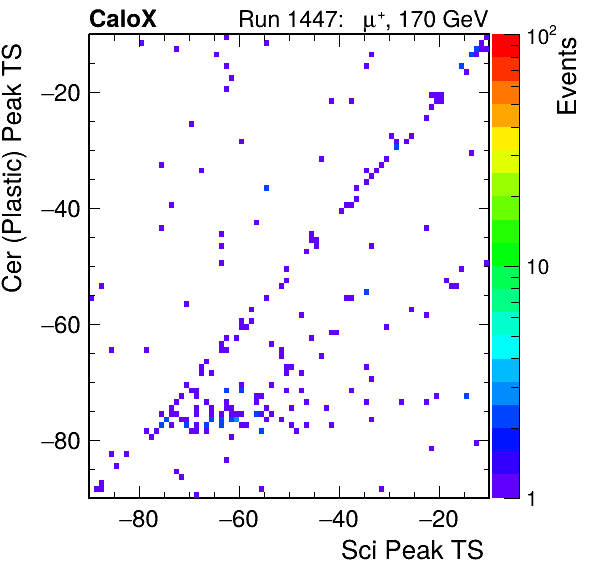 CaloX Run 1447: μ⁺, 170 GeV
Cer (Plastic) Peak TS
−20
−40
−60
−80
−80 −60 −40 −20
Sci Peak TS
10²
10
1
Events